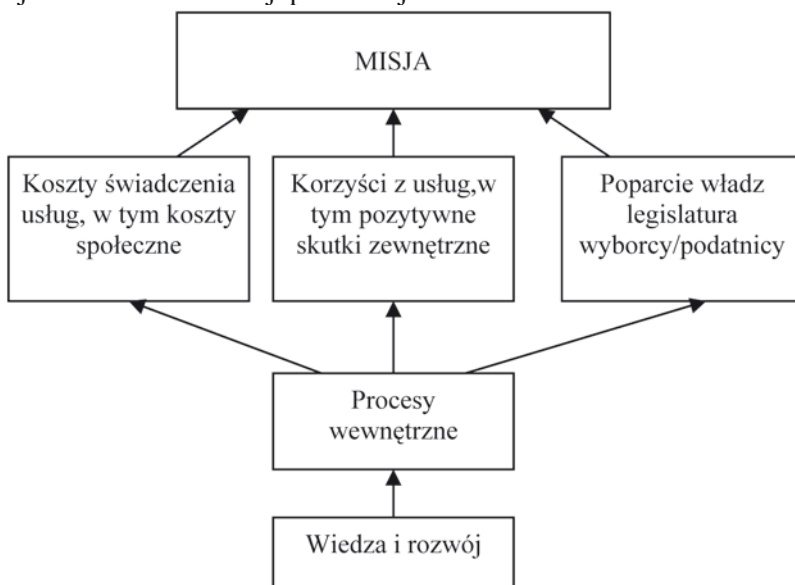 MISJA
Koszty świadczenia
usług, w tym koszty
społeczne
Korzyści z usług,w
tym pozytywne
skutki zewnętrzne
Poparcie władz
legislatura
wyborcy/podatnicy
Procesy
wewnętrzne
Wiedza i rozwój